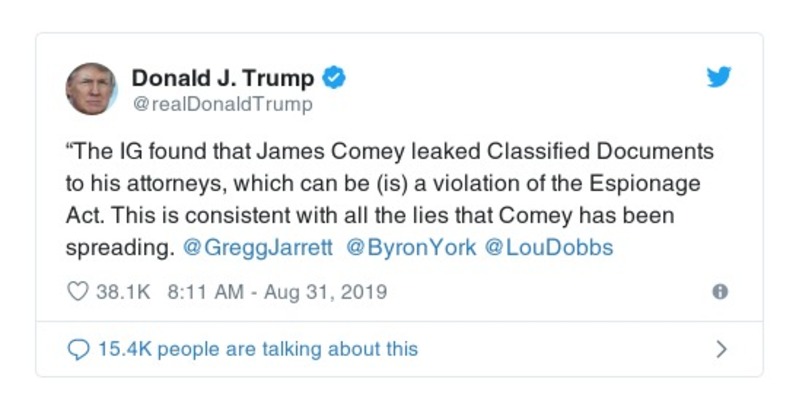 Donald J. Trump
@realDonaldTrump
“The IG found that James Comey leaked Classified Documents
to his attorneys, which can be (is) a violation of the Espionage
Act. This is consistent with all the lies that Comey has been
spreading. @GreggJarrett @ByronYork @LouDobbs
38.1K 8:11 AM - Aug 31, 2019
15.4K people are talking about this